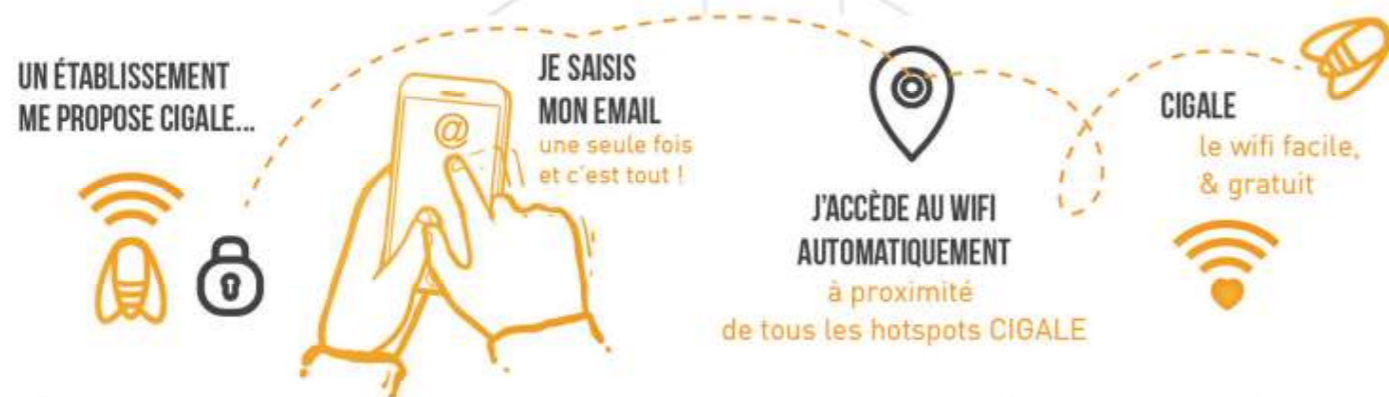 UN ÉTABLISSEMENT
ME PROPOSE CIGALE...
@
JE SAISIS
MON EMAIL
une seule fois
et c'est tout !
J'ACCÈDE AU WIFI
AUTOMATIQUEMENT
à proximité
de tous les hotspots CIGALE
CIGALE
le wifi facile,
& gratuit